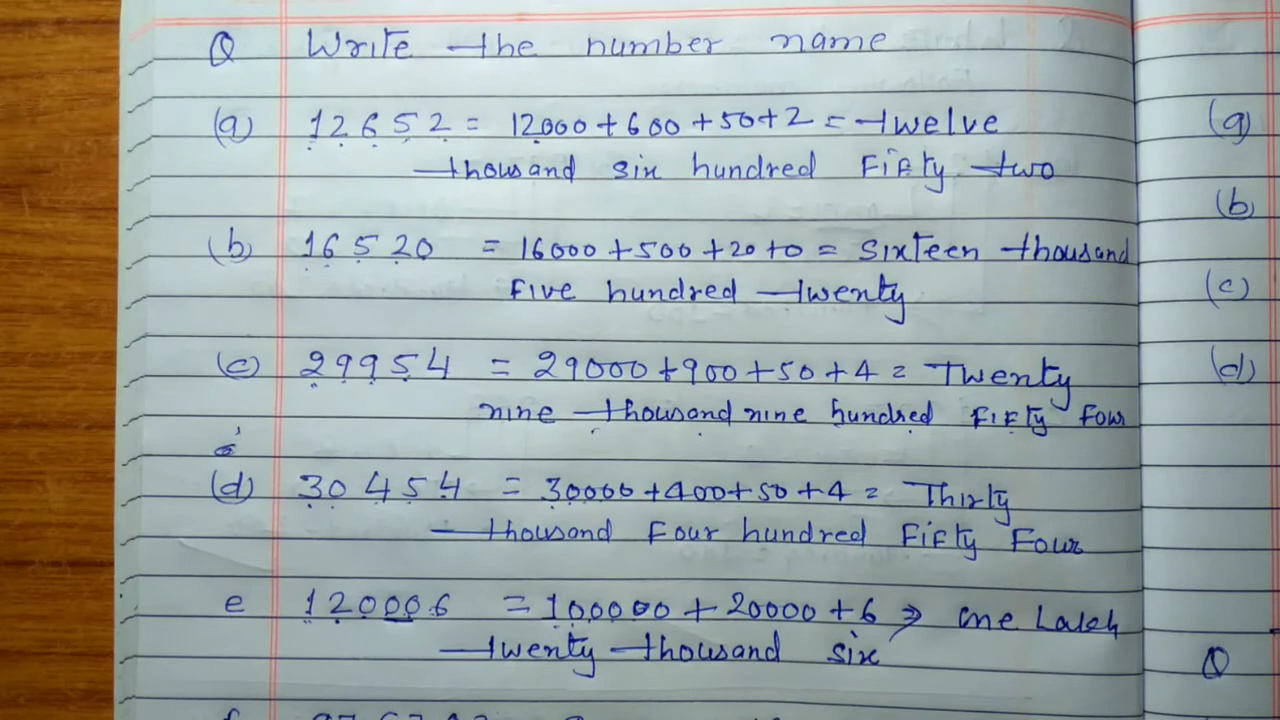 Q Write the number name
(a) 12652 = 12000+600+50+2 = twelve
thousand six hundred Fifty two
(b) 16520 = 16000+500+20+0 = Sixteen thousand
Five hundred twenty
(c) 29954 = 29000+900+50+4 = Twenty
nine thousand nine hundred Fifty Four
(d) 30454 = 30000+400+50+4 = Thirty
thousand Four hundred Fifty Four
e 120006 = 100000+20000+6 ⇒ one Lakh
twenty thousand six
(a)
(b)
(c)
(d)
Q